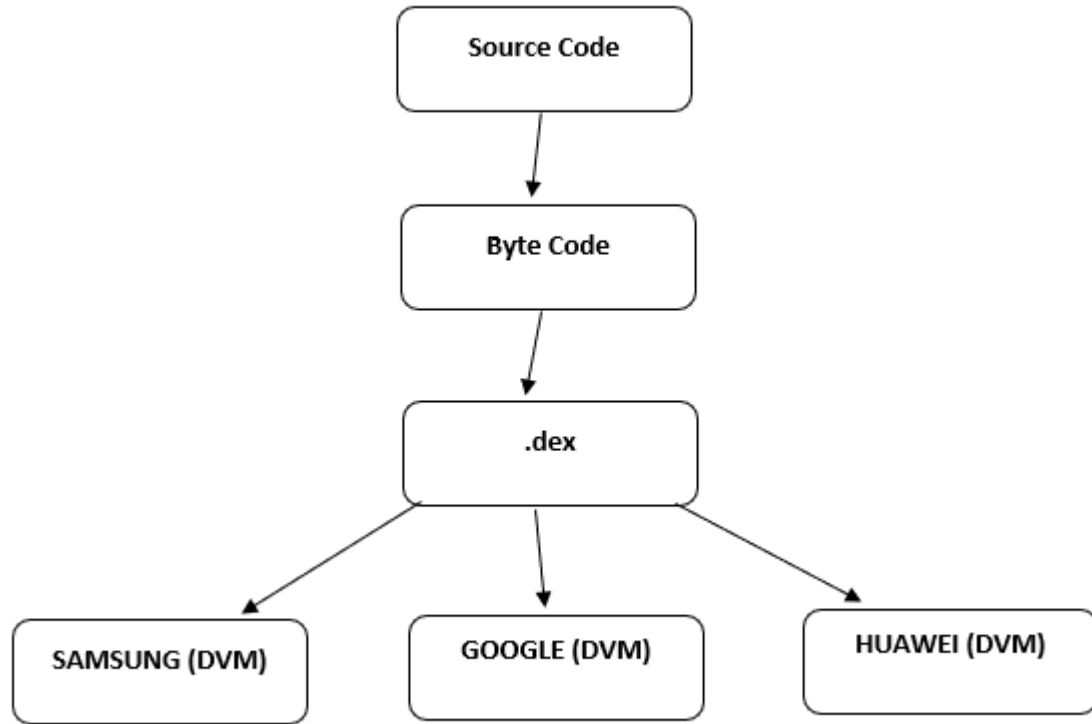 Source Code
Byte Code
.dex
SAMSUNG (DVM)
GOOGLE (DVM)
HUAWEI (DVM)